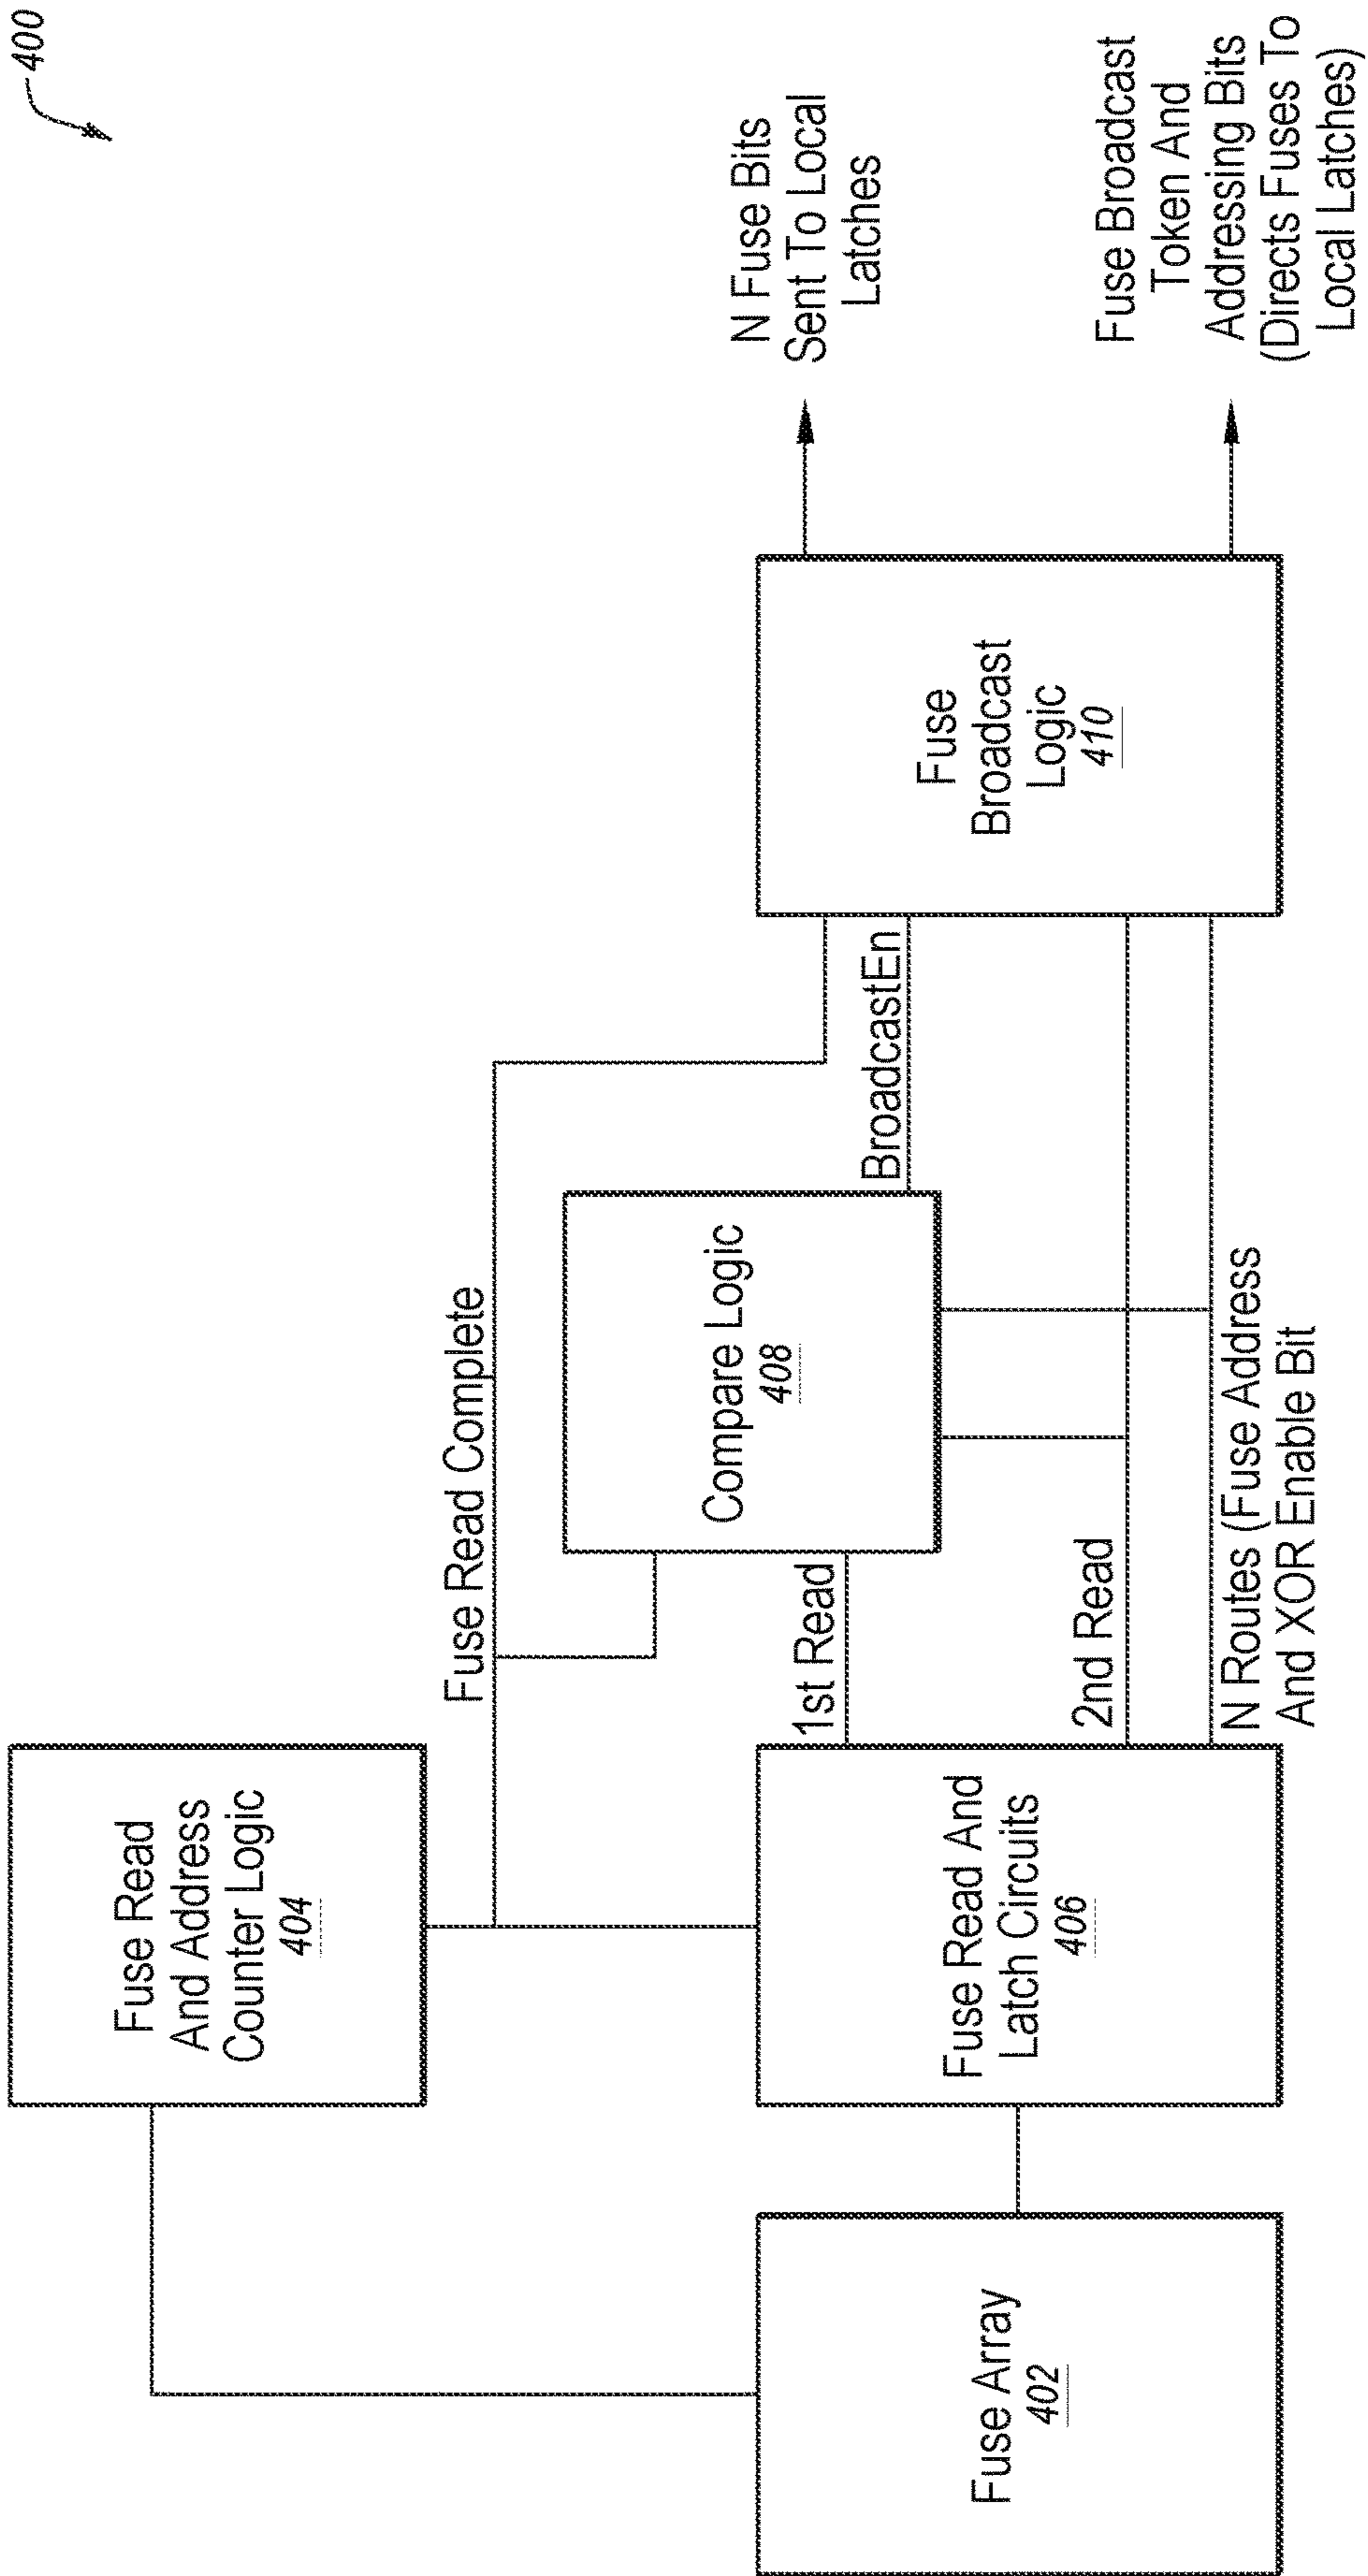 400
Fuse Read
And Address
Counter Logic
404
Fuse Read Complete
N Fuse Bits
Sent To Local
Latches
Compare Logic
408
BroadcastEn
1st Read
2nd Read
Fuse Array
402
Fuse Read And
Latch Circuits
406
Fuse
Broadcast
Logic
410
Fuse Broadcast
Token And
Addressing Bits
(Directs Fuses To
Local Latches)
N Routes (Fuse Address
And XOR Enable Bit